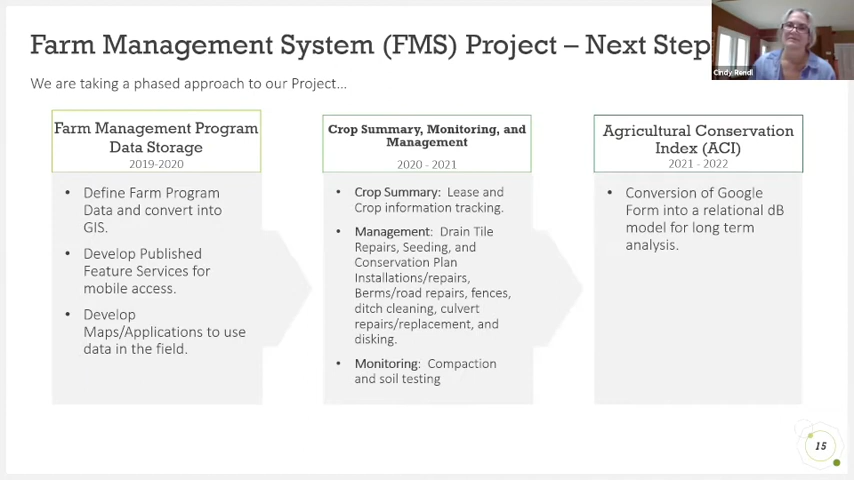 Farm Management System (FMS) Project – Next Step
Cindy Rendl
We are taking a phased approach to our Project...
Farm Management Program
Data Storage
2019-2020
• Define Farm Program
Data and convert into
GIS.
• Develop Published
Feature Services for
mobile access.
• Develop
Maps/Applications to use
data in the field.
Crop Summary, Monitoring, and
Management
2020 - 2021
• Crop Summary: Lease and
Crop information tracking.
• Management: Drain Tile
Repairs, Seeding, and
Conservation Plan
Installations/repairs,
Berms/road repairs, fences,
ditch cleaning, culvert
repairs/replacement, and
disking.
• Monitoring: Compaction
and soil testing
Agricultural Conservation
Index (ACI)
2021 - 2022
• Conversion of Google
Form into a relational dB
model for long term
analysis.
15